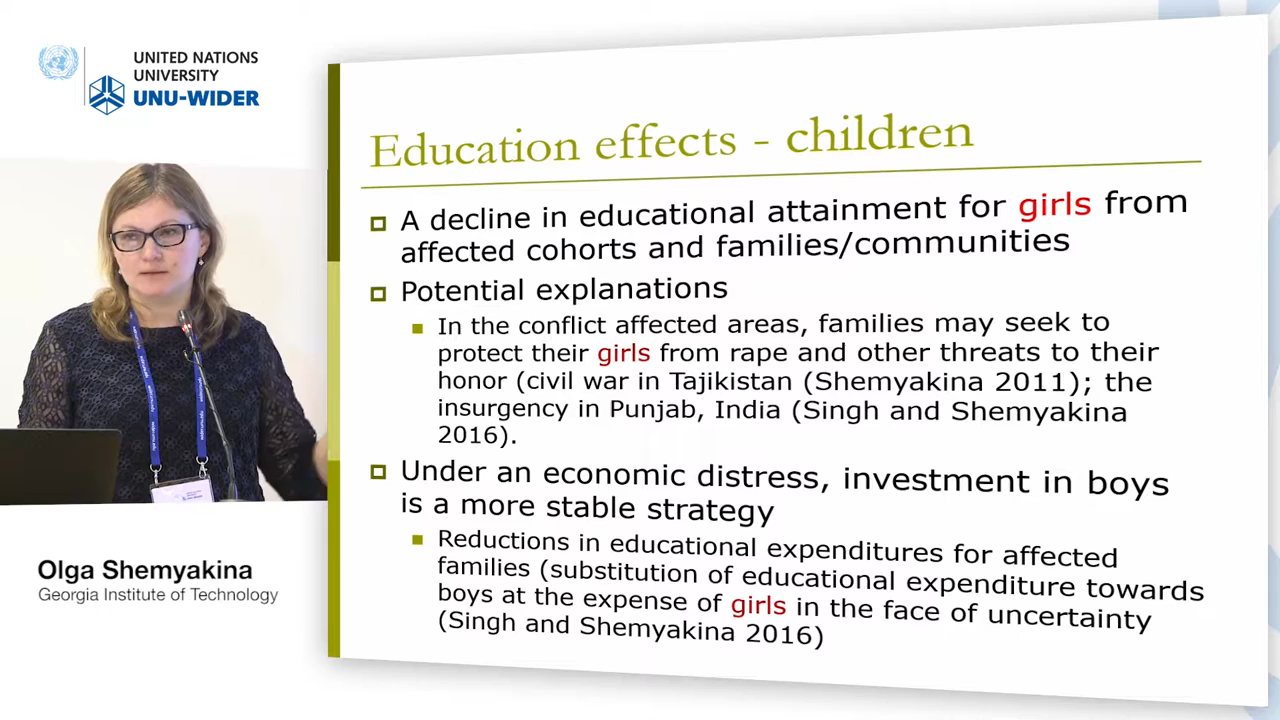 UNITED NATIONS
UNIVERSITY
UNU-WIDER
Olga Shemyakina
Georgia Institute of Technology
Education effects - children
A decline in educational attainment for girls from
affected cohorts and families/communities
Potential explanations
In the conflict affected areas, families may seek to
protect their girls from rape and other threats to their
honor (civil war in Tajikistan (Shemyakina 2011); the
insurgency in Punjab, India (Singh and Shemyakina
2016).
Under an economic distress, investment in boys
is a more stable strategy
Reductions in educational expenditures for affected
families (substitution of educational expenditure towards
boys at the expense of girls in the face of uncertainty
(Singh and Shemyakina 2016)